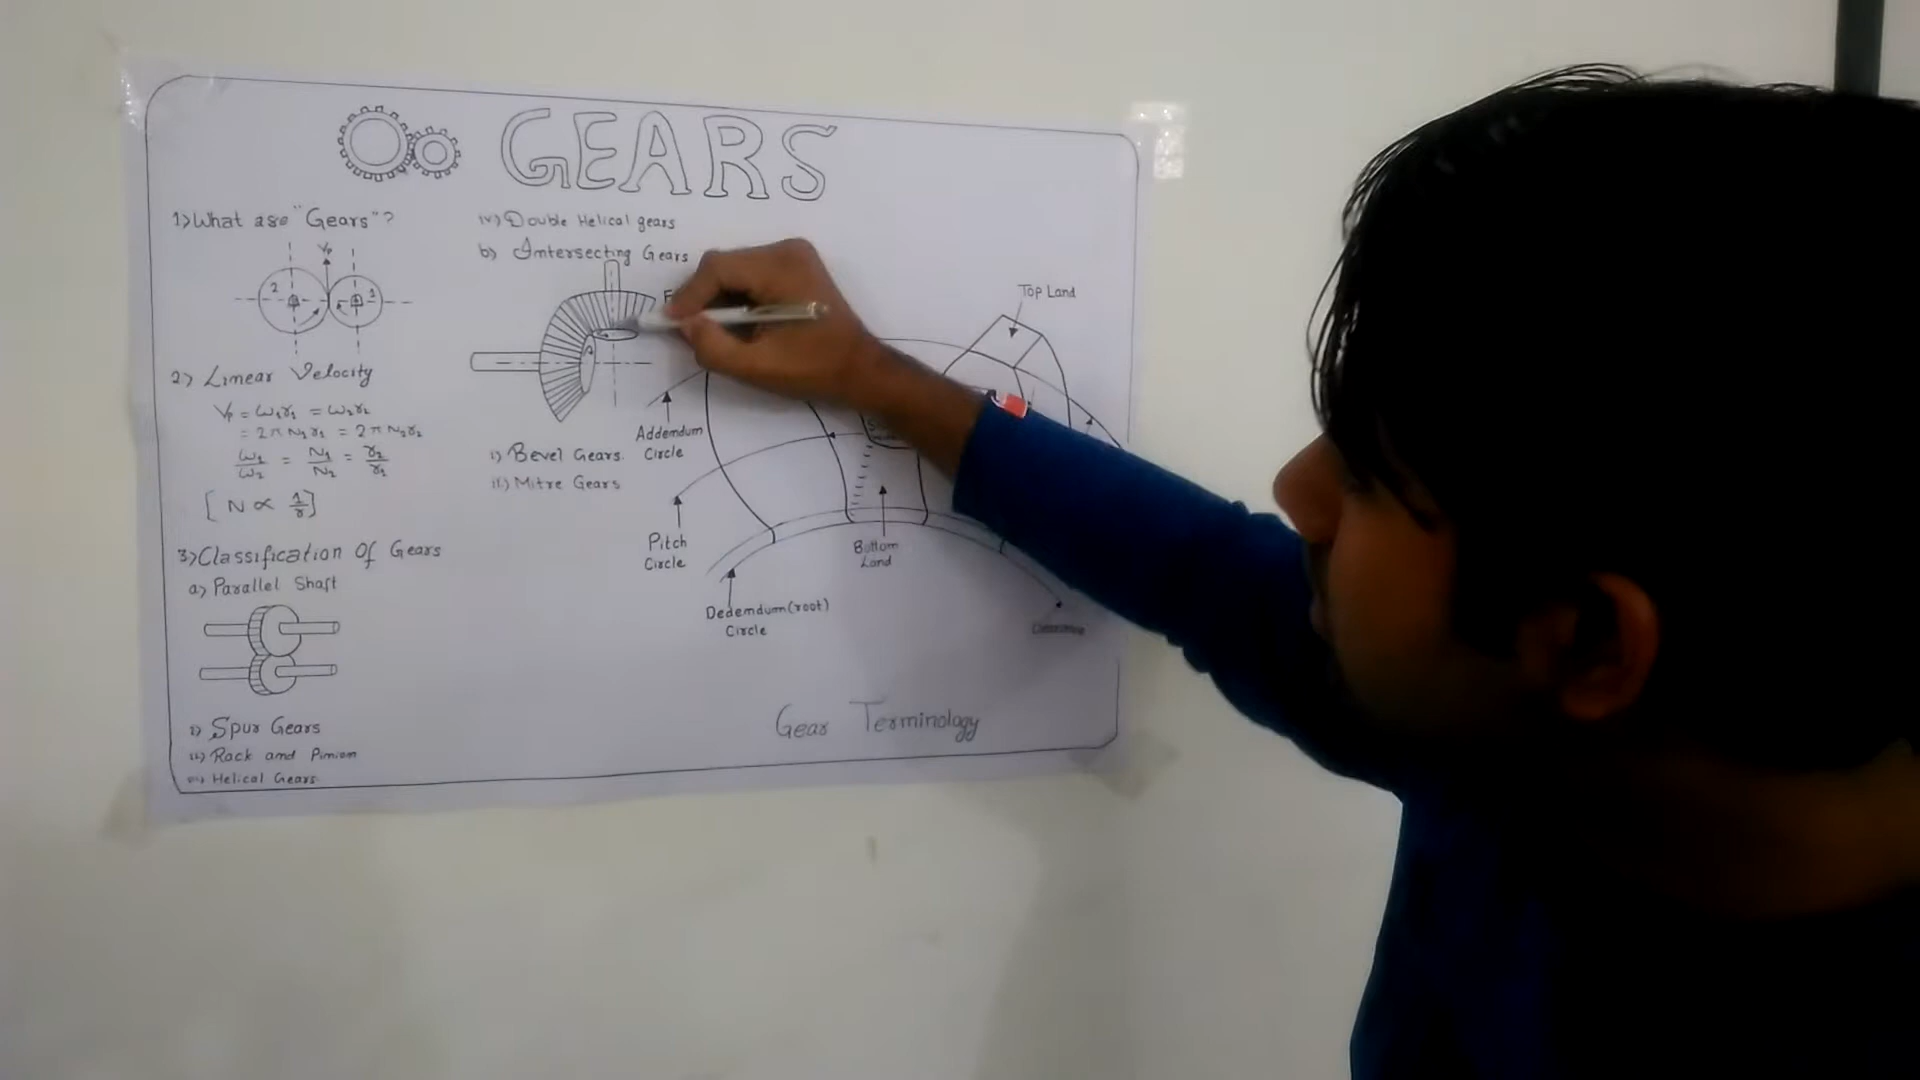 GEARS
1) What are "Gears"?
Vp
2
1
2) Linear Velocity
Vp = ω1r1 = ω2r2
= 2πN1r1 = 2πN2r2
ω1/ω2 = N1/N2 = r2/r1
[N ∝ 1/r]
3) Classification Of Gears
a) Parallel Shaft
i) Spur Gears
ii) Rack and Pinion
iii) Helical Gears
iv) Double Helical gears
b) Intersecting Gears
i) Bevel Gears.
ii) Mitre Gears
Top Land
Addendum
Circle
Pitch
Circle
Bottom
Land
Dedendum(root)
Circle
Clearance
Gear Terminology